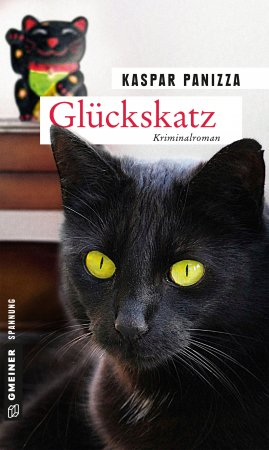 KASPAR PANIZZA
Glückskatz
Kriminalroman
GMEINER SPANNUNG